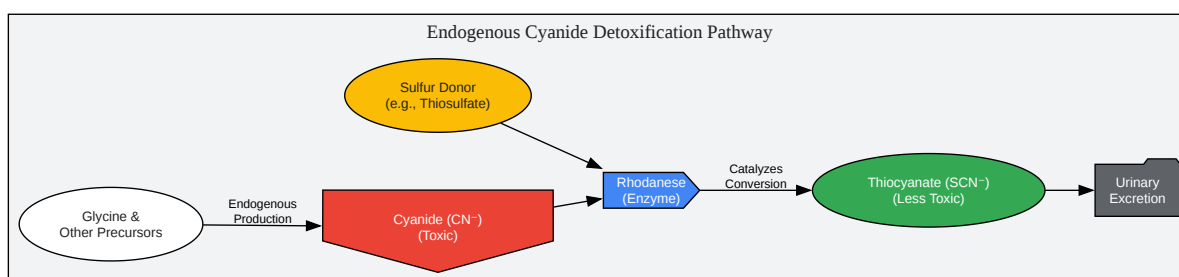 Endogenous Cyanide Detoxification Pathway
Sulfur Donor
(e.g., Thiosulfate)
Glycine &
Other Precursors
Endogenous
Production
Cyanide (CN⁻)
(Toxic)
Rhodanese
(Enzyme)
Catalyzes
Conversion
Thiocyanate (SCN⁻)
(Less Toxic)
Urinary
Excretion